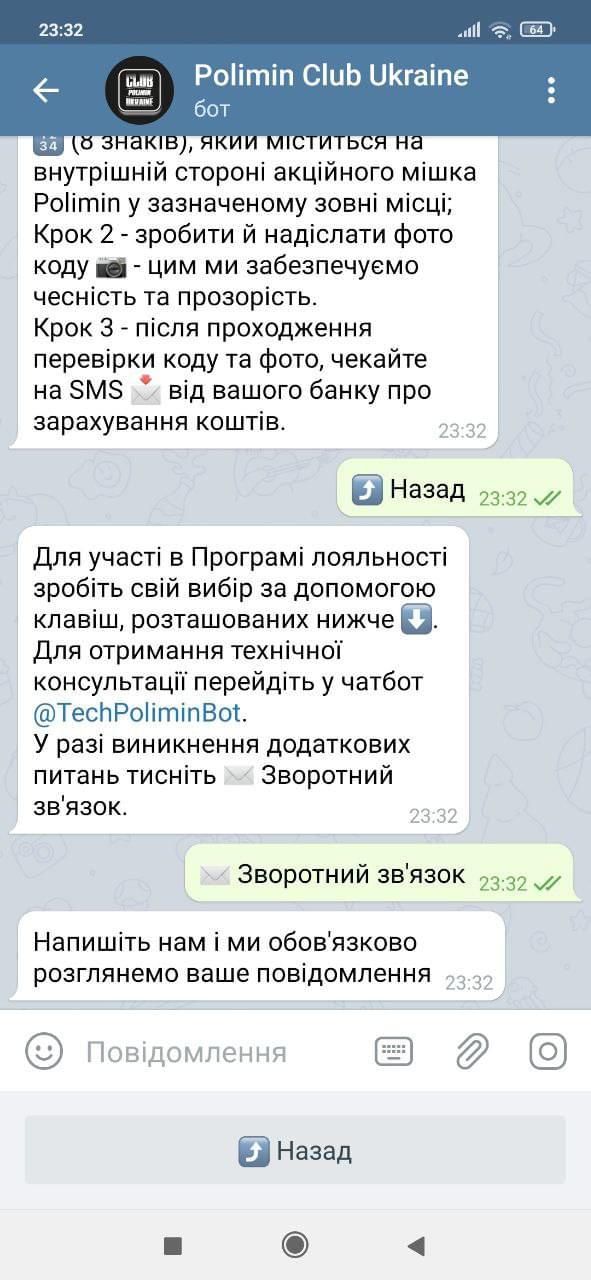 23:32
64
Polimin Club Ukraine
бот
CLUB
POLIMIN
UKRAINE
34 (8 знаків), який міститься на
внутрішній стороні акційного мішка
Polimin у зазначеному зовні місці;
Крок 2 - зробити й надіслати фото
коду 📷 - цим ми забезпечуємо
чесність та прозорість.
Крок 3 - після проходження
перевірки коду та фото, чекайте
на SMS 📩 від вашого банку про
зарахування коштів.
23:32
⤴️ Назад 23:32
Для участі в Програмі лояльності
зробіть свій вибір за допомогою
клавіш, розташованих нижче ⬇️.
Для отримання технічної
консультації перейдіть у чатбот
@TechPoliminBot.
У разі виникнення додаткових
питань тисніть ✉️ Зворотний
зв'язок.
23:32
✉️ Зворотний зв'язок 23:32
Напишіть нам і ми обов'язково
розглянемо ваше повідомлення 23:32
Повідомлення
⤴️ Назад